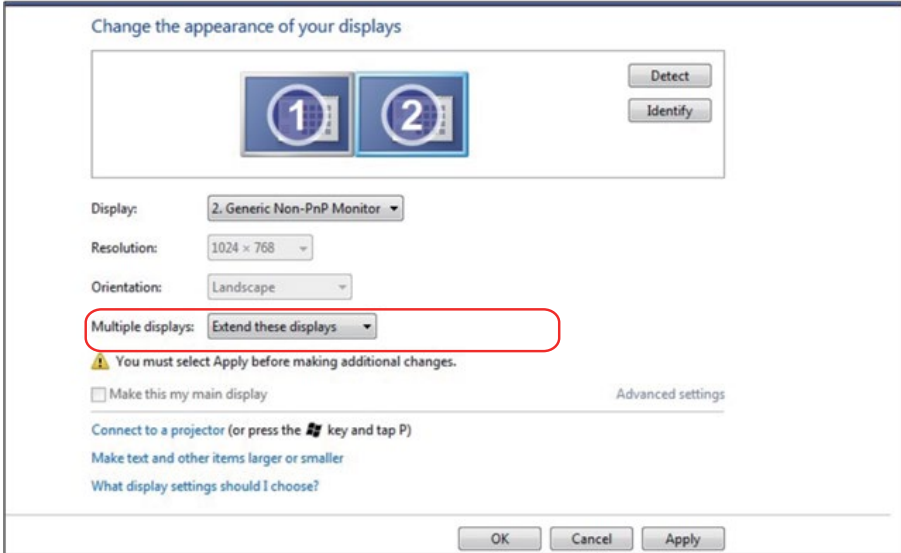 Change the appearance of your displays
1 2
Detect
Identify
Display: 2. Generic Non-PnP Monitor
Resolution: 1024 × 768
Orientation: Landscape
Multiple displays: Extend these displays
You must select Apply before making additional changes.
Make this my main display Advanced settings
Connect to a projector (or press the key and tap P)
Make text and other items larger or smaller
What display settings should I choose?
OK Cancel Apply